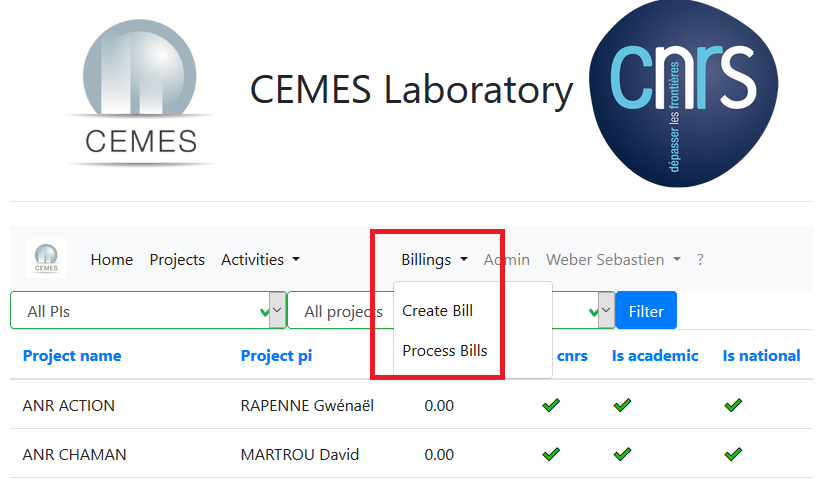 CEMES
CEMES Laboratory
cnrs
dépasser les frontières
CEMES
Home Projects Activities Billings Admin Weber Sebastien ?
All PIs All projects Filter
Create Bill
Process Bills
Project name Project pi cnrs Is academic Is national
ANR ACTION RAPENNE Gwénaël 0.00
ANR CHAMAN MARTROU David 0.00